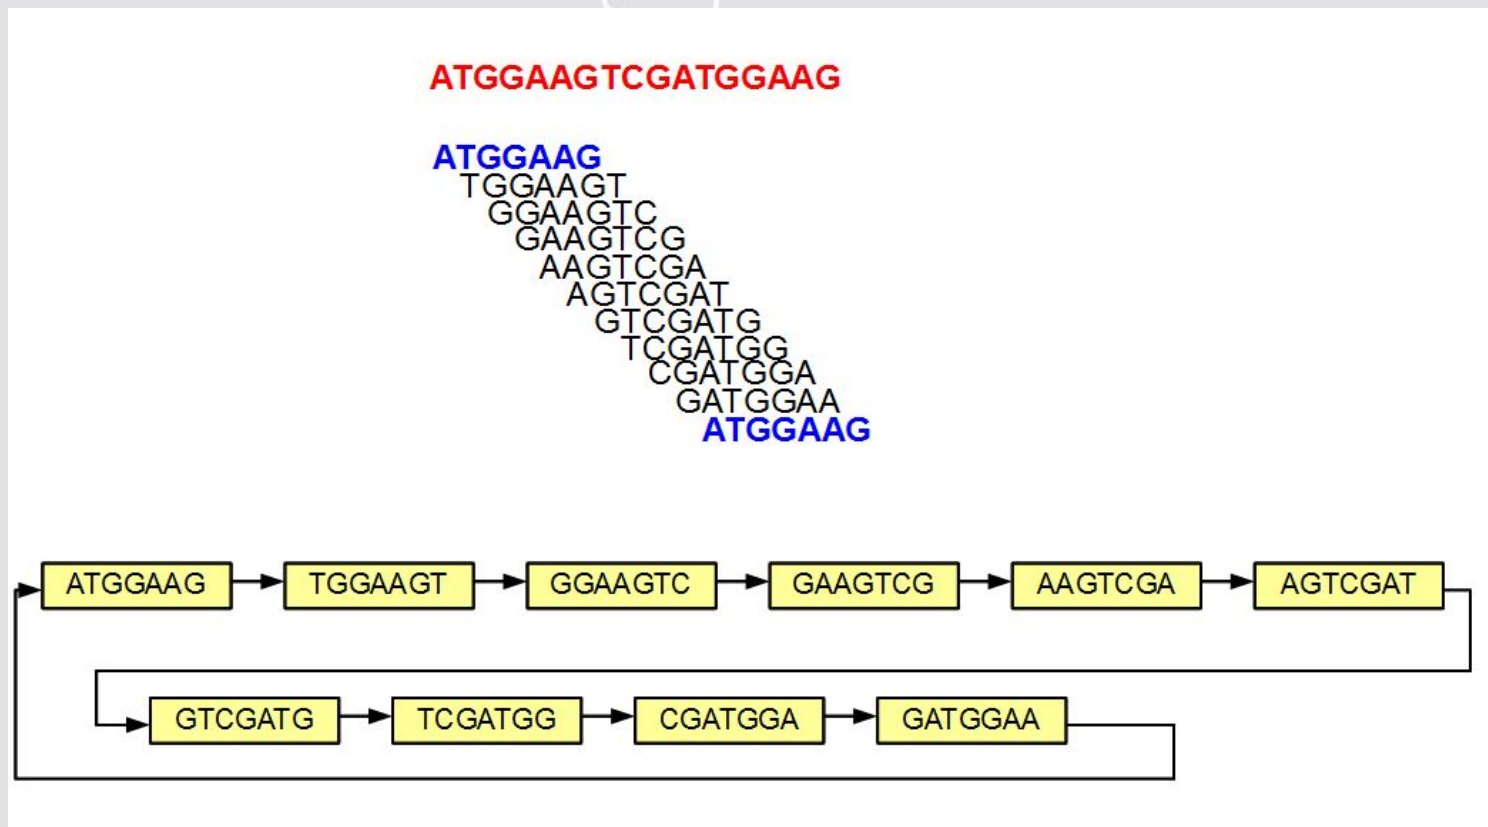 ATGGAAGTCGATGGAAG
ATGGAAG
TGGAAGT
GGAAGTC
GAAGTCG
AAGTCGA
AGTCGAT
GTCGATG
TCGATGG
CGATGGA
GATGGAA
ATGGAAG
ATGGAAG TGGAAGT GGAAGTC GAAGTCG AAGTCGA AGTCGAT
GTCGATG TCGATGG CGATGGA GATGGAA